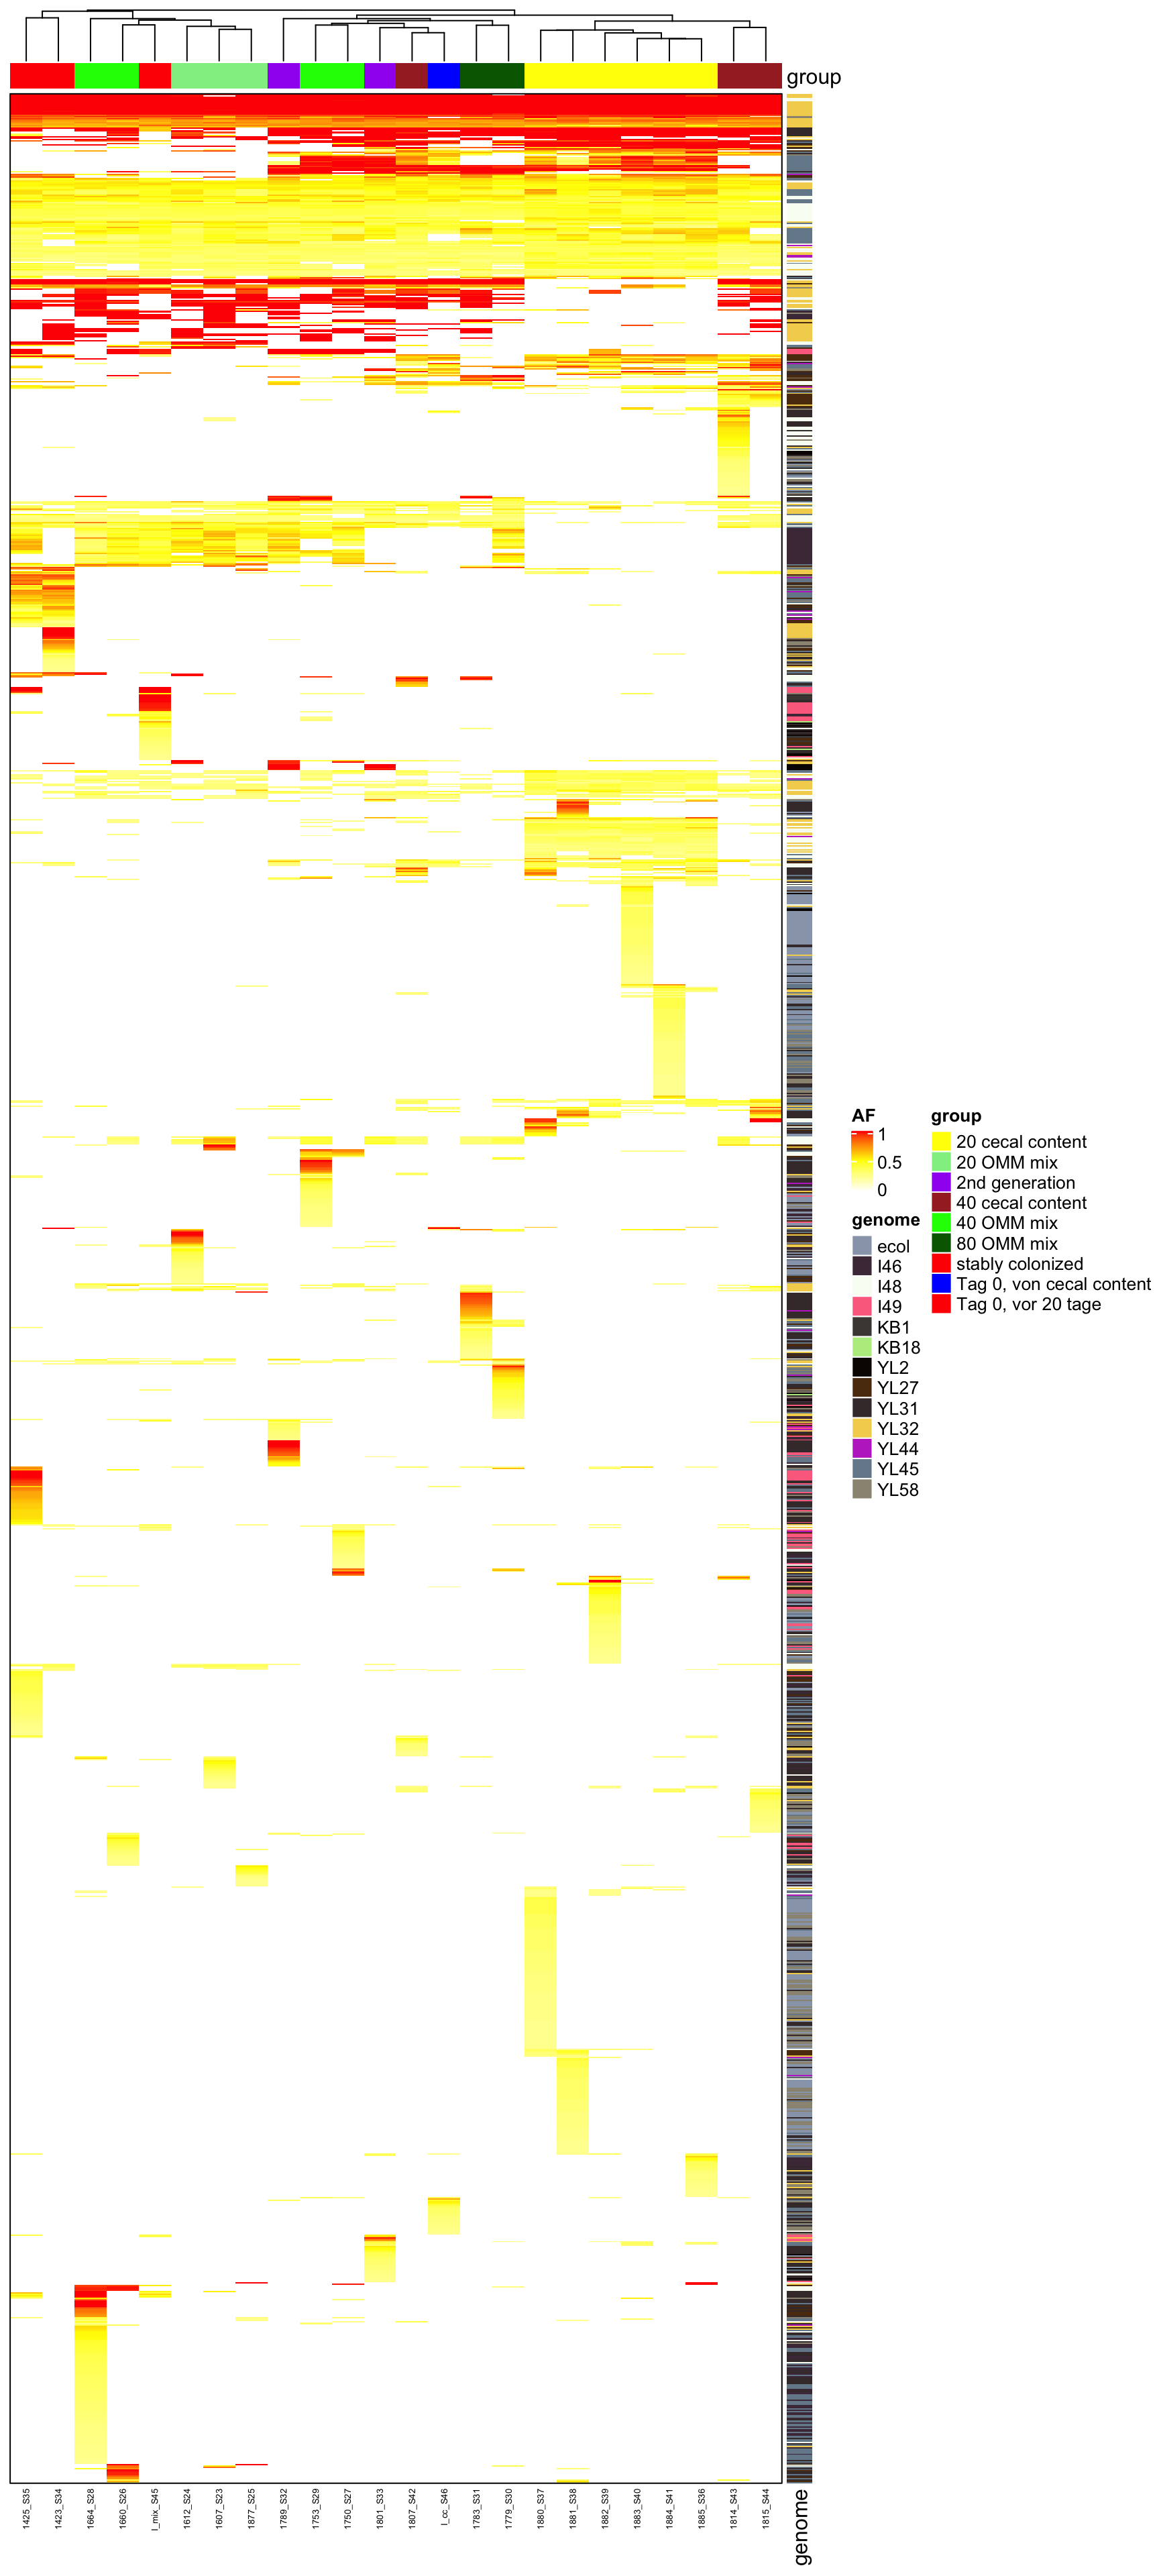 group
AF
1
0.5
0
genome
ecol
I46
I48
I49
KB1
KB18
YL2
YL27
YL31
YL32
YL44
YL45
YL58
group
20 cecal content
20 OMM mix
2nd generation
40 cecal content
40 OMM mix
80 OMM mix
stably colonized
Tag 0, von cecal content
Tag 0, vor 20 tage
1425_S35
1423_S34
1664_S28
1660_S26
I_mix_S45
1612_S24
1607_S23
1877_S25
1789_S32
1753_S29
1750_S27
1801_S33
1807_S42
I_cc_S46
1783_S31
1779_S30
1880_S37
1881_S38
1882_S39
1883_S40
1884_S41
1885_S36
1814_S43
1815_S44
genome